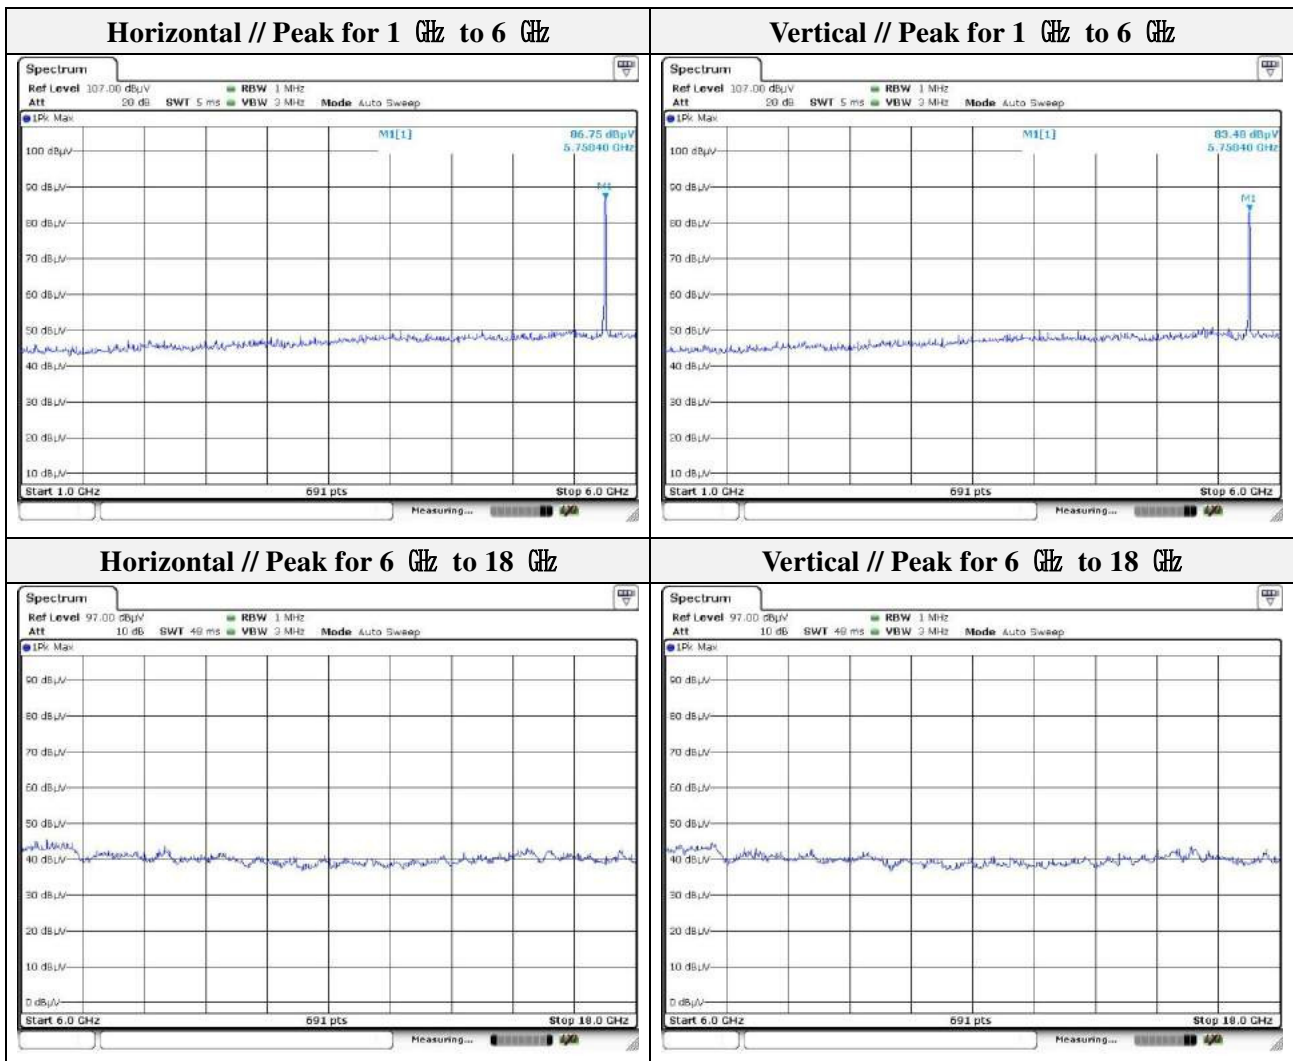 Horizontal // Peak for 1 ㎓ to 6 ㎓
Spectrum
Ref Level 107.00 dBµV RBW 1 MHz
Att 20 dB SWT 5 ms VBW 3 MHz Mode Auto Sweep
1Pk Max
M1[1] 86.75 dBµV
5.75840 GHz
M1
100 dBµV
90 dBµV
80 dBµV
70 dBµV
60 dBµV
50 dBµV
40 dBµV
30 dBµV
20 dBµV
10 dBµV
Start 1.0 GHz 691 pts Stop 6.0 GHz
Measuring...
Vertical // Peak for 1 ㎓ to 6 ㎓
Spectrum
Ref Level 107.00 dBµV RBW 1 MHz
Att 20 dB SWT 5 ms VBW 3 MHz Mode Auto Sweep
1Pk Max
M1[1] 83.48 dBµV
5.75840 GHz
M1
100 dBµV
90 dBµV
80 dBµV
70 dBµV
60 dBµV
50 dBµV
40 dBµV
30 dBµV
20 dBµV
10 dBµV
Start 1.0 GHz 691 pts Stop 6.0 GHz
Measuring...
Horizontal // Peak for 6 ㎓ to 18 ㎓
Spectrum
Ref Level 97.00 dBµV RBW 1 MHz
Att 10 dB SWT 48 ms VBW 3 MHz Mode Auto Sweep
1Pk Max
90 dBµV
80 dBµV
70 dBµV
60 dBµV
50 dBµV
40 dBµV
30 dBµV
20 dBµV
10 dBµV
0 dBµV
Start 6.0 GHz 691 pts Stop 18.0 GHz
Measuring...
Vertical // Peak for 6 ㎓ to 18 ㎓
Spectrum
Ref Level 97.00 dBµV RBW 1 MHz
Att 10 dB SWT 48 ms VBW 3 MHz Mode Auto Sweep
1Pk Max
90 dBµV
80 dBµV
70 dBµV
60 dBµV
50 dBµV
40 dBµV
30 dBµV
20 dBµV
10 dBµV
0 dBµV
Start 6.0 GHz 691 pts Stop 18.0 GHz
Measuring...